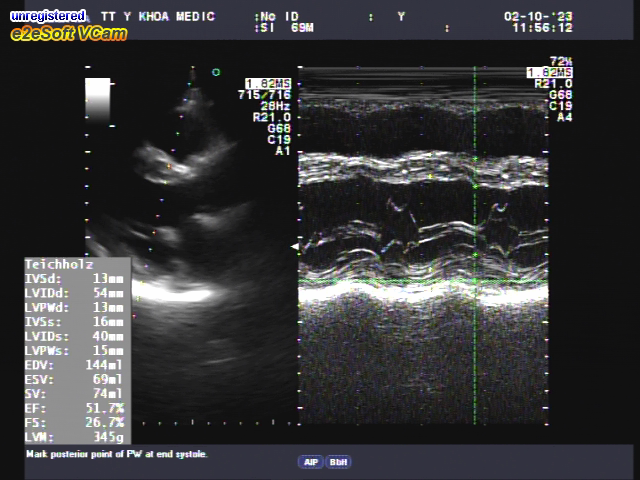 unregistered
e2eSoft VCam
TT Y KHOA MEDIC :No ID : Y 02-10-'23
:SI 69M : 11:56:12
1.82MS
715/716
28Hz
R21.0
G68
C19
A1
72%
1.82MS
R21.0
G68
C19
A4
Teichholz
IVSd: 13mm
LVIDd: 54mm
LVPWd: 13mm
IVSs: 16mm
LVIDs: 40mm
LVPWs: 15mm
EDV: 144ml
ESV: 69ml
SV: 74ml
EF: 51.7%
FS: 26.7%
LVM: 345g
Mark posterior point of PW at end systole.
AIP BbH